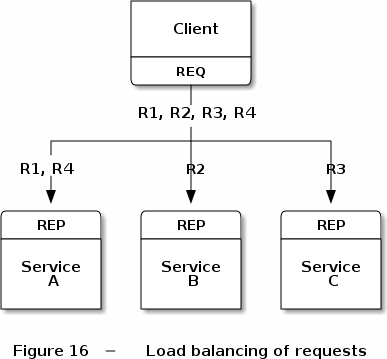 Client
REQ
R1, R2, R3, R4
R1, R4
R2
R3
REP
REP
REP
Service
A
Service
B
Service
C
Figure 16 – Load balancing of requests